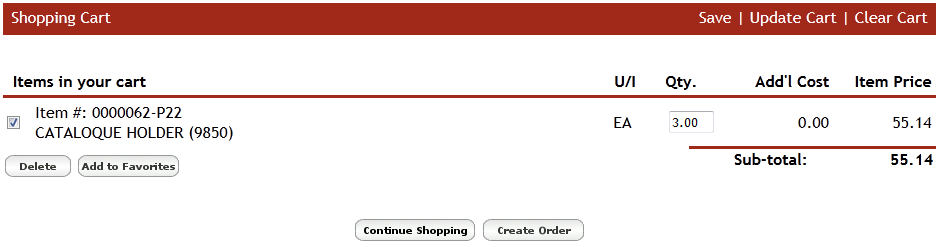 Shopping Cart Save | Update Cart | Clear Cart
Items in your cart U/I Qty. Add'l Cost Item Price
Item #: 0000062-P22
CATALOQUE HOLDER (9850) EA 3.00 0.00 55.14
Delete Add to Favorites Sub-total: 55.14
Continue Shopping Create Order